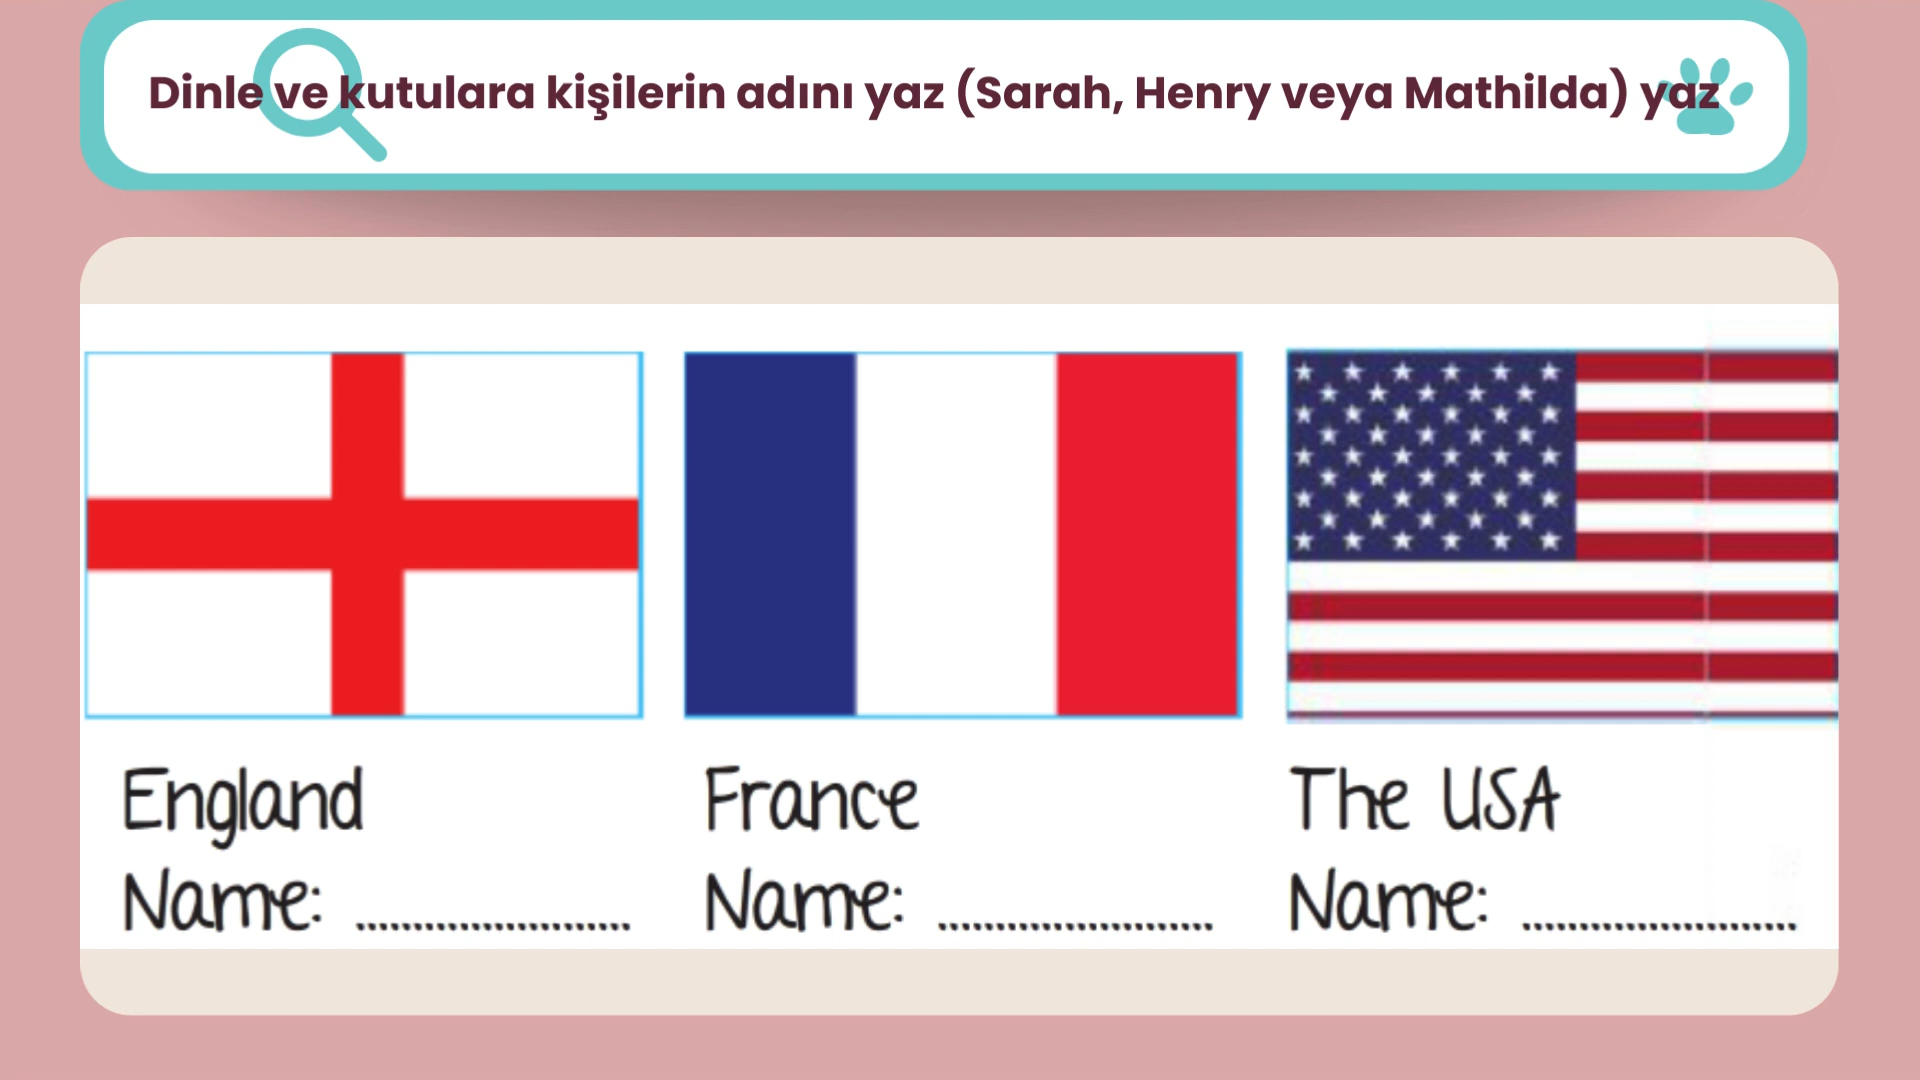 Dinle ve kutulara kişilerin adını yaz (Sarah, Henry veya Mathilda) yaz
England
Name: ........................
France
Name: ........................
The USA
Name: ........................